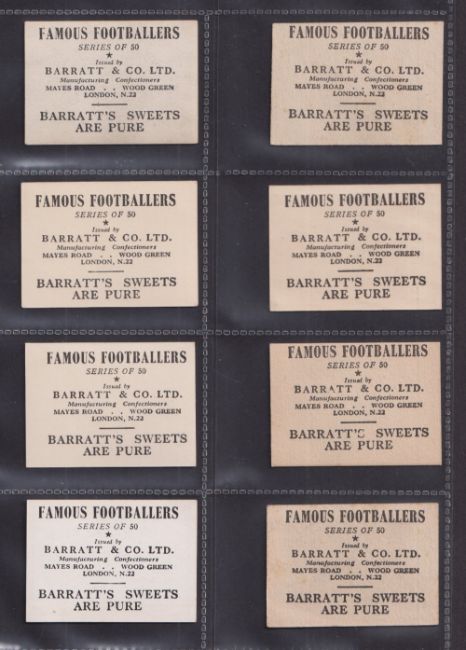 FAMOUS FOOTBALLERS
SERIES OF 50
Issued by
BARRATT & CO. LTD.
Manufacturing Confectioners
MAYES ROAD . . WOOD GREEN
LONDON, N.22
BARRATT'S SWEETS
ARE PURE
FAMOUS FOOTBALLERS
SERIES OF 50
Issued by
BARRATT & CO. LTD.
Manufacturing Confectioners
MAYES ROAD . . WOOD GREEN
LONDON, N.22
BARRATT'S SWEETS
ARE PURE
FAMOUS FOOTBALLERS
SERIES OF 50
Issued by
BARRATT & CO. LTD.
Manufacturing Confectioners
MAYES ROAD . . WOOD GREEN
LONDON, N.22
BARRATT'S SWEETS
ARE PURE
FAMOUS FOOTBALLERS
SERIES OF 50
Issued by
BARRATT & CO. LTD.
Manufacturing Confectioners
MAYES ROAD . . WOOD GREEN
LONDON, N.22
BARRATT'S SWEETS
ARE PURE
FAMOUS FOOTBALLERS
SERIES OF 50
Issued by
BARRATT & CO. LTD.
Manufacturing Confectioners
MAYES ROAD . . WOOD GREEN
LONDON, N.22
BARRATT'S SWEETS
ARE PURE
FAMOUS FOOTBALLERS
SERIES OF 50
Issued by
BARRATT & CO. LTD.
Manufacturing Confectioners
MAYES ROAD . . WOOD GREEN
LONDON, N.22
BARRATT'S SWEETS
ARE PURE
FAMOUS FOOTBALLERS
SERIES OF 50
Issued by
BARRATT & CO. LTD.
Manufacturing Confectioners
MAYES ROAD . . WOOD GREEN
LONDON, N.22
BARRATT'S SWEETS
ARE PURE
FAMOUS FOOTBALLERS
SERIES OF 50
Issued by
BARRATT & CO. LTD.
Manufacturing Confectioners
MAYES ROAD . . WOOD GREEN
LONDON, N.22
BARRATT'S SWEETS
ARE PURE